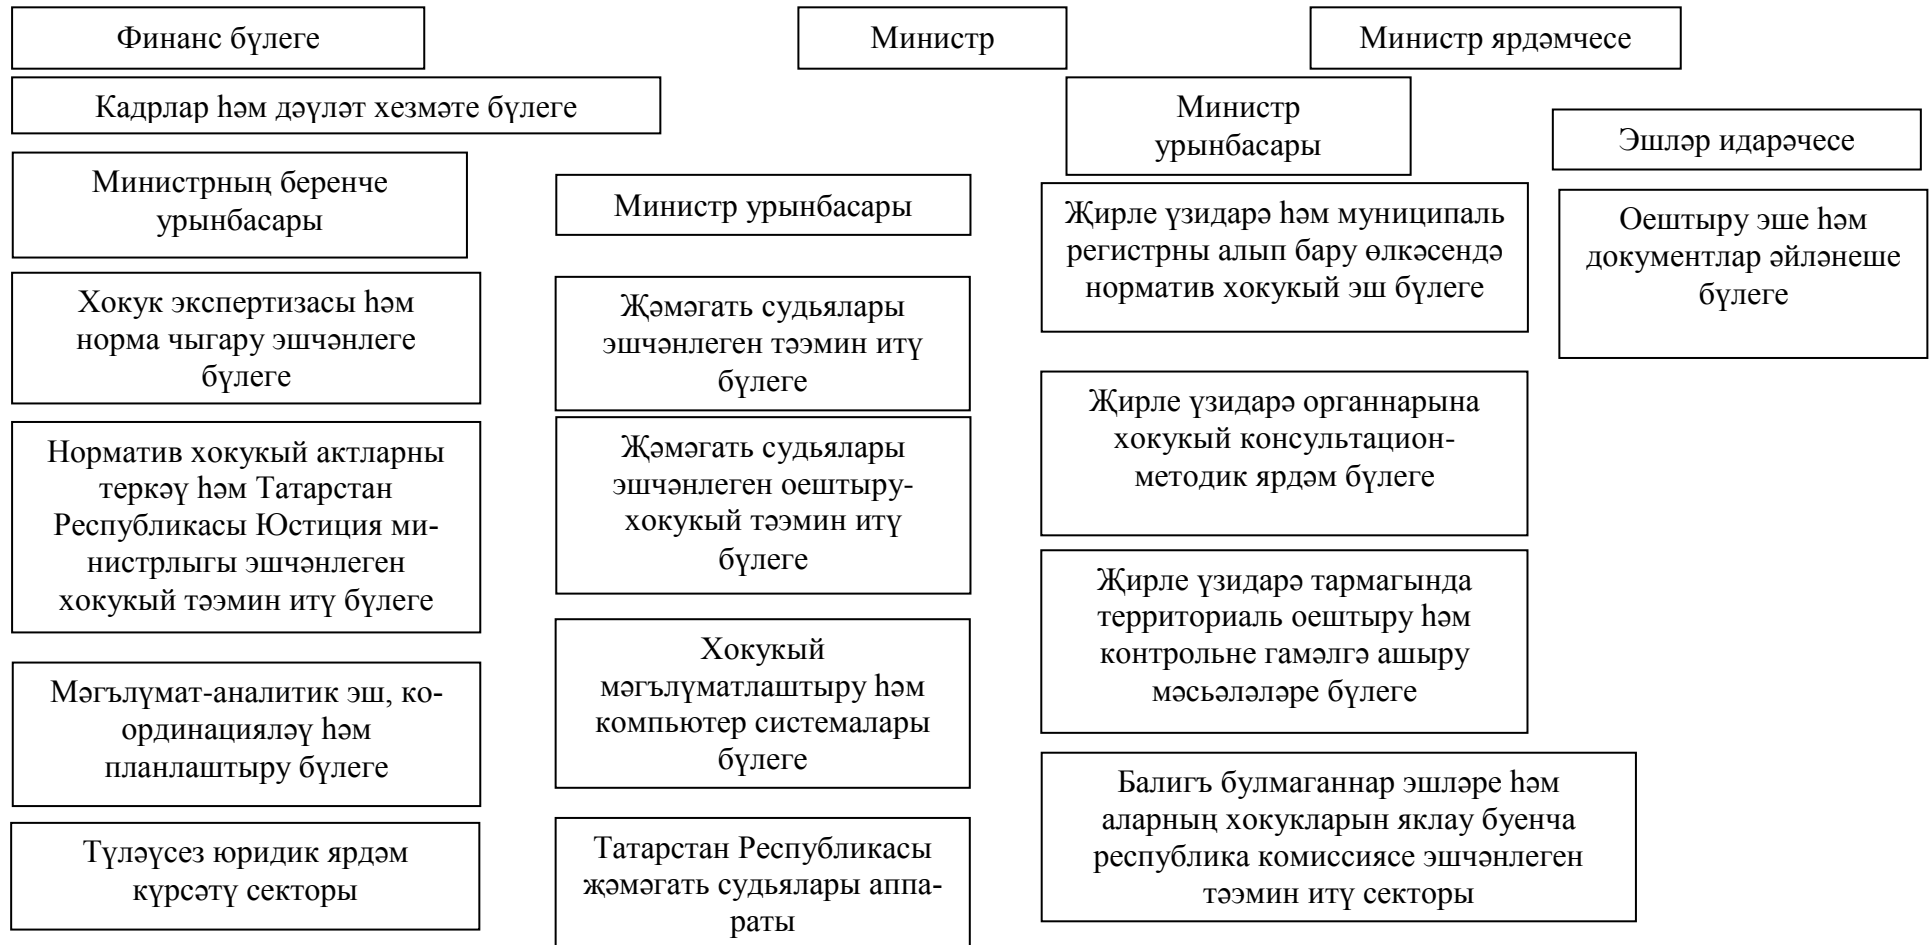 Финанс бүлеге
Министр
Министр ярдәмчесе
Кадрлар һәм дәүләт хезмәте бүлеге
Министрның беренче
урынбасары
Хокук экспертизасы һәм
норма чыгару эшчәнлеге
бүлеге
Норматив хокукый актларны
теркәү һәм Татарстан
Республикасы Юстиция ми-
нистрлыгы эшчәнлеген
хокукый тәэмин итү бүлеге
Мәгълүмат-аналитик эш, ко-
ординацияләү һәм
планлаштыру бүлеге
Түләүсез юридик ярдәм
күрсәтү секторы
Министр урынбасары
Җәмәгать судьялары
эшчәнлеген тәэмин итү
бүлеге
Җәмәгать судьялары
эшчәнлеген оештыру-
хокукый тәэмин итү
бүлеге
Хокукый
мәгълүматлаштыру һәм
компьютер системалары
бүлеге
Татарстан Республикасы
җәмәгать судьялары аппа-
раты
Министр
урынбасары
Җирле үзидарә һәм муниципаль
регистрны алып бару өлкәсендә
норматив хокукый эш бүлеге
Җирле үзидарә органнарына
хокукый консультацион-
методик ярдәм бүлеге
Җирле үзидарә тармагында
территориаль оештыру һәм
контрольне гамәлгә ашыру
мәсьәләләре бүлеге
Балигъ булмаганнар эшләре һәм
аларның хокукларын яклау буенча
республика комиссиясе эшчәнлеген
тәэмин итү секторы
Эшләр идарәчесе
Оештыру эше һәм
документлар әйләнеше
бүлеге